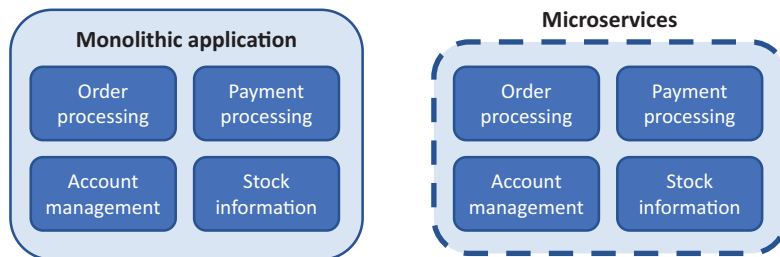 Monolithic application
Order
processing
Payment
processing
Account
management
Stock
information
Microservices
Order
processing
Payment
processing
Account
management
Stock
information